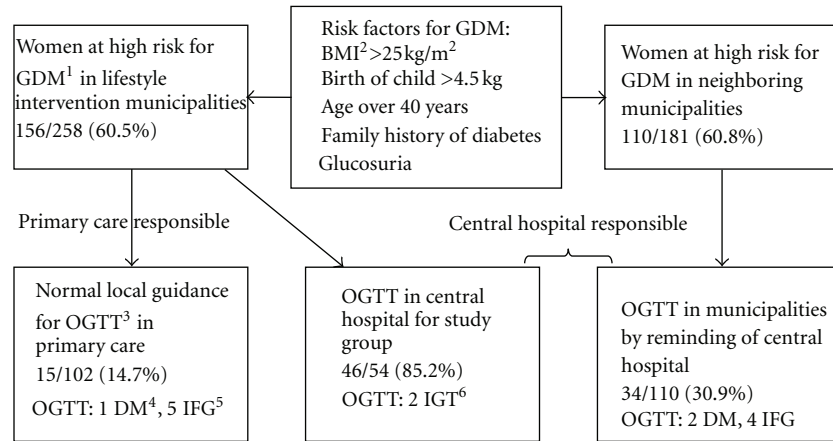 Women at high risk for
GDM¹ in lifestyle
intervention municipalities
156/258 (60.5%)
Risk factors for GDM:
BMI²>25kg/m²
Birth of child >4.5 kg
Age over 40 years
Family history of diabetes
Glucosuria
Women at high risk for
GDM in neighboring
municipalities
110/181 (60.8%)
Primary care responsible
Central hospital responsible
Normal local guidance
for OGTT³ in
primary care
15/102 (14.7%)
OGTT: 1 DM⁴, 5 IFG⁵
OGTT in central
hospital for study
group
46/54 (85.2%)
OGTT: 2 IGT⁶
OGTT in municipalities
by reminding of central
hospital
34/110 (30.9%)
OGTT: 2 DM, 4 IFG